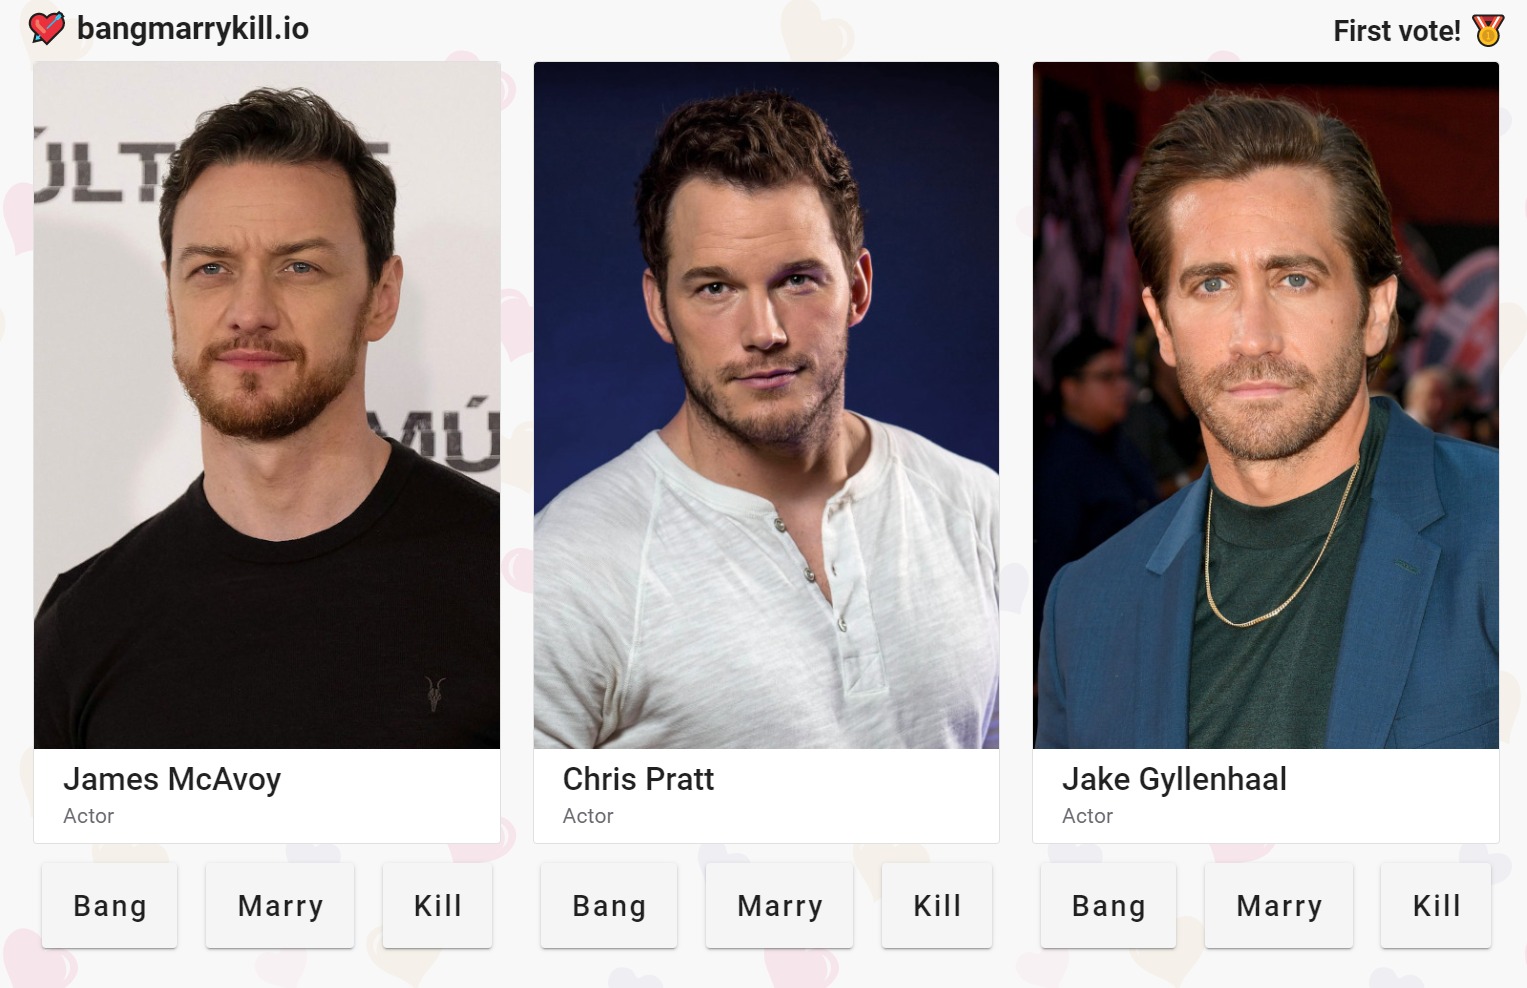 bangmarrykill.io
First vote!
ÚLT
MÚ
James McAvoy
Actor
Chris Pratt
Actor
Jake Gyllenhaal
Actor
Bang
Marry
Kill
Bang
Marry
Kill
Bang
Marry
Kill